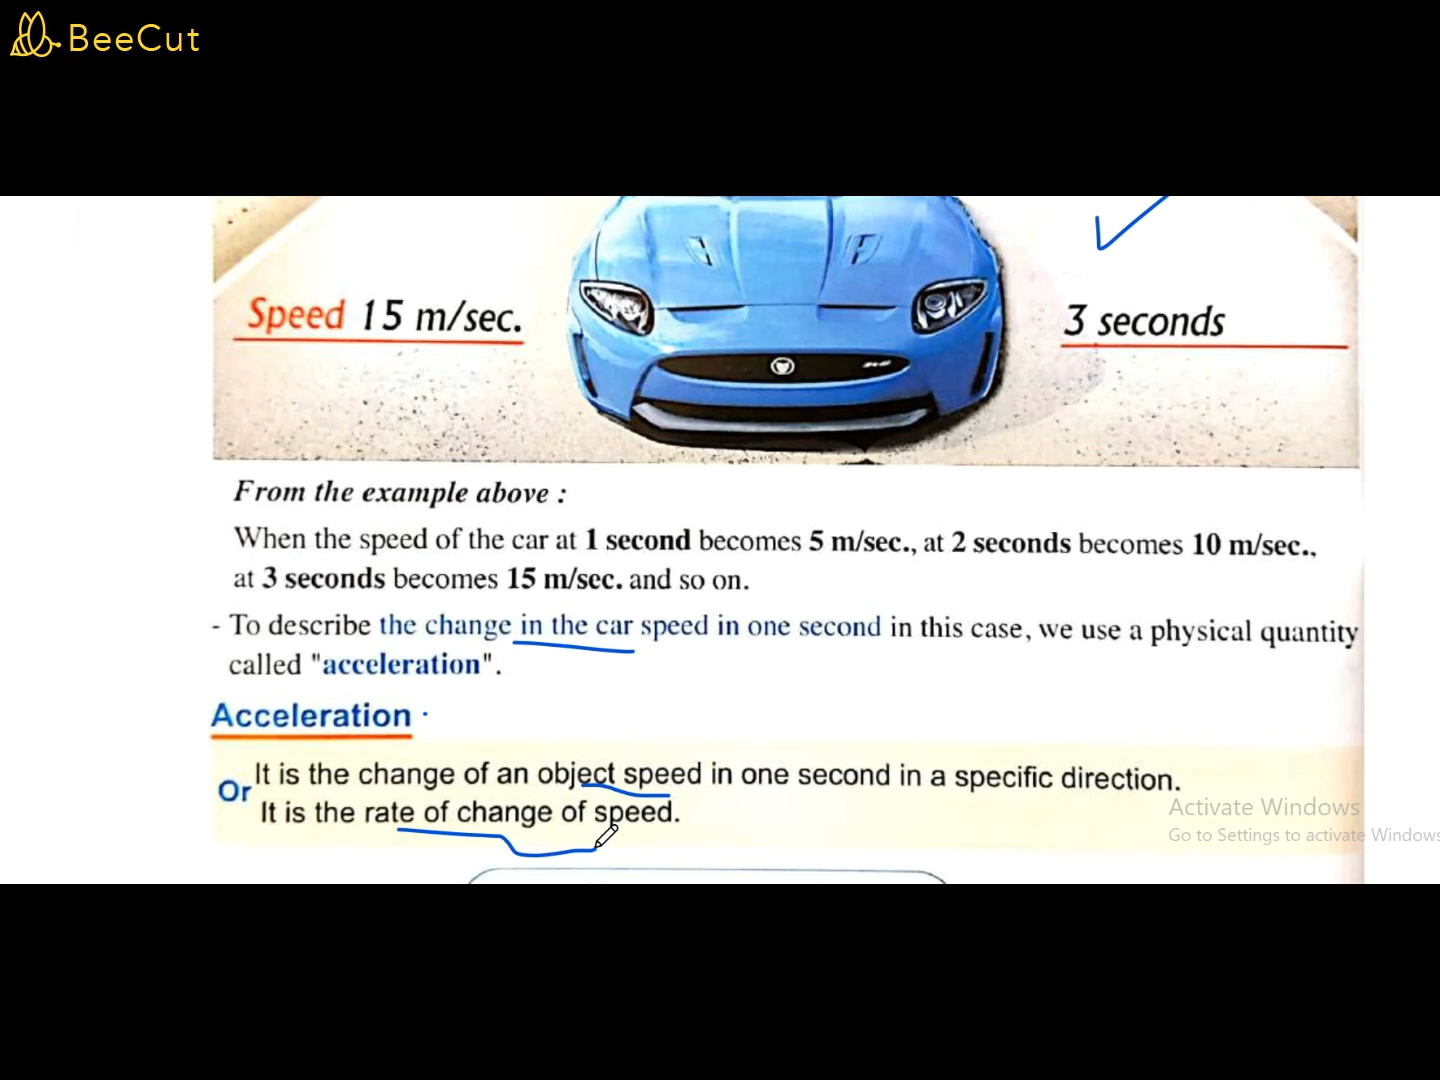 BeeCut
Speed 15 m/sec.
3 seconds
From the example above :
When the speed of the car at 1 second becomes 5 m/sec., at 2 seconds becomes 10 m/sec.,
at 3 seconds becomes 15 m/sec. and so on.
- To describe the change in the car speed in one second in this case, we use a physical quantity
called "acceleration".
Acceleration
It is the change of an object speed in one second in a specific direction.
Or
It is the rate of change of speed.
Activate Windows
Go to Settings to activate Windows